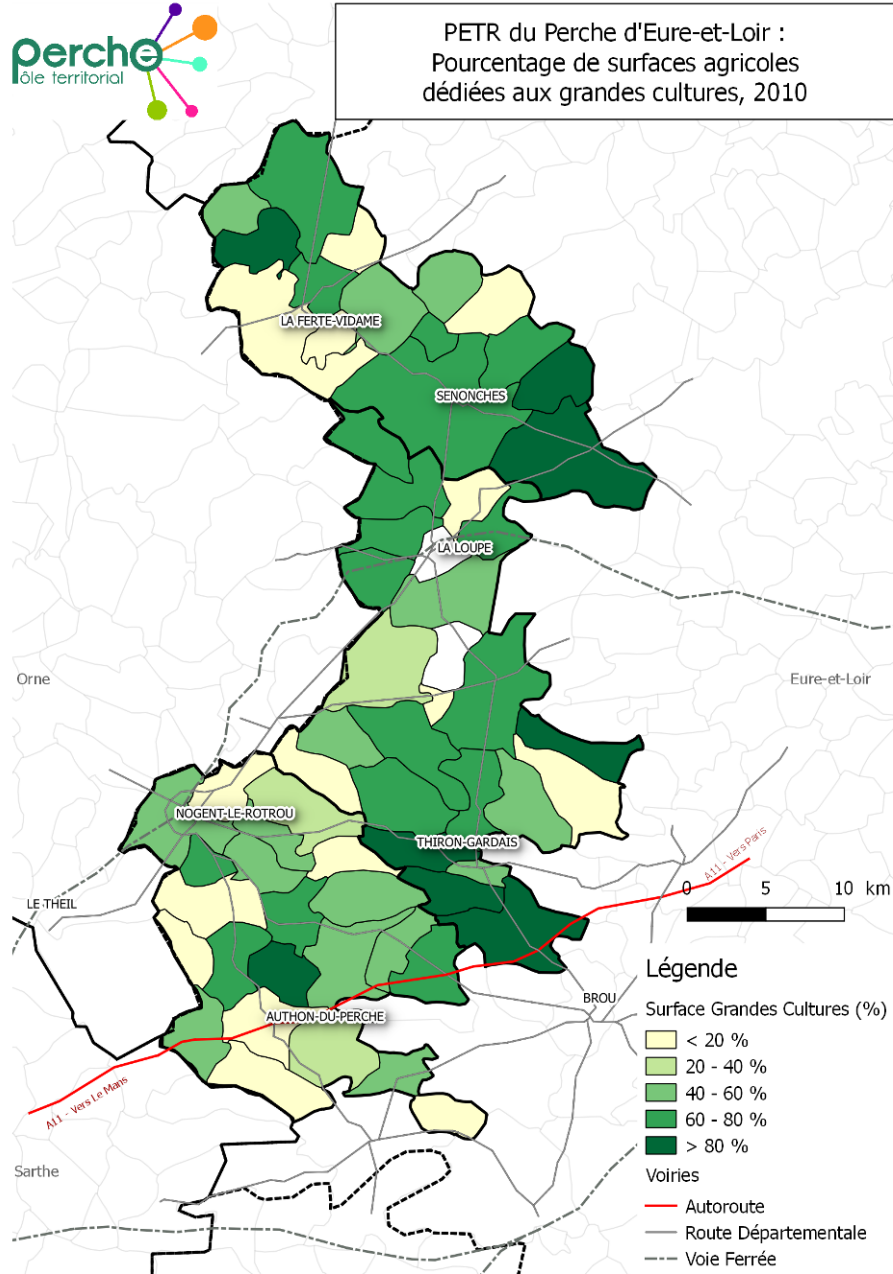 perche
Pôle territorial
PETR du Perche d'Eure-et-Loir :
Pourcentage de surfaces agricoles
dédiées aux grandes cultures, 2010
LA FERTE-VIDAME
SENONCHES
LA LOUPE
Orne
Eure-et-Loir
NOGENT-LE-ROTROU
THIRON-GARDAIS
A11 - Vers Paris
LE THEIL
0 5 10 km
BROU
AUTHON-DU-PERCHE
A11 - Vers Le Mans
Sarthe
Légende
Surface Grandes Cultures (%)
< 20 %
20 - 40 %
40 - 60 %
60 - 80 %
> 80 %
Voiries
Autoroute
Route Départementale
Voie Ferrée